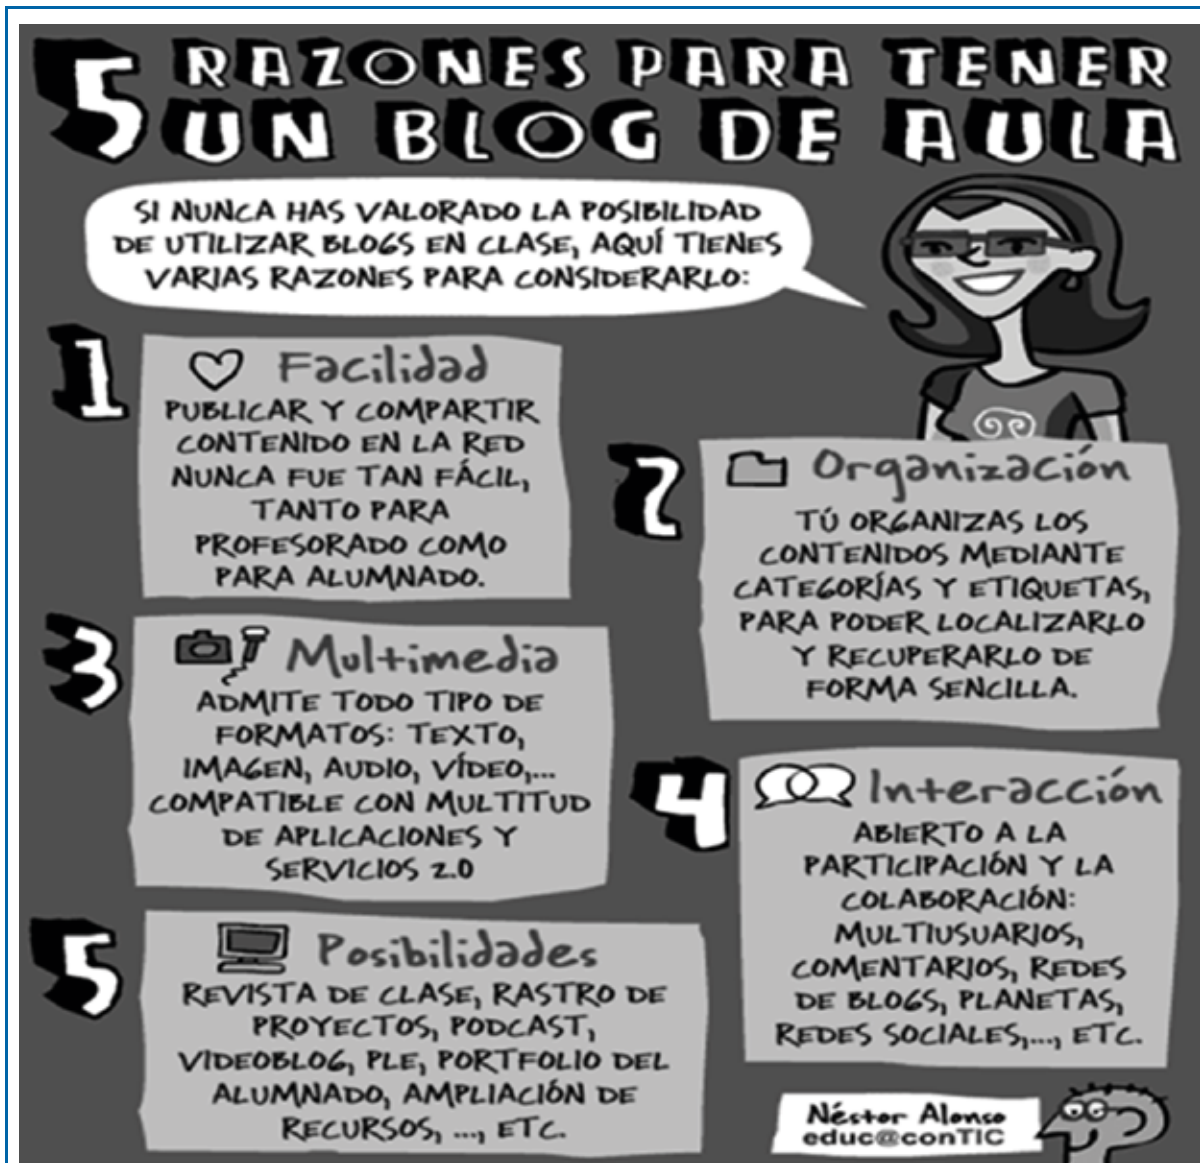 5 RAZONES PARA TENER
UN BLOG DE AULA
SI NUNCA HAS VALORADO LA POSIBILIDAD
DE UTILIZAR BLOGS EN CLASE, AQUÍ TIENES
VARIAS RAZONES PARA CONSIDERARLO:
1
Facilidad
PUBLICAR Y COMPARTIR
CONTENIDO EN LA RED
NUNCA FUE TAN FÁCIL,
TANTO PARA
PROFESORADO COMO
PARA ALUMNADO.
2
Organización
TÚ ORGANIZAS LOS
CONTENIDOS MEDIANTE
CATEGORÍAS Y ETIQUETAS,
PARA PODER LOCALIZARLO
Y RECUPERARLO DE
FORMA SENCILLA.
3
Multimedia
ADMITE TODO TIPO DE
FORMATOS: TEXTO,
IMAGEN, AUDIO, VÍDEO,...
COMPATIBLE CON MULTITUD
DE APLICACIONES Y
SERVICIOS 2.0
4
Interacción
ABIERTO A LA
PARTICIPACIÓN Y LA
COLABORACIÓN:
MULTIUSUARIOS,
COMENTARIOS, REDES
DE BLOGS, PLANETAS,
REDES SOCIALES,..., ETC.
5
Posibilidades
REVISTA DE CLASE, RASTRO DE
PROYECTOS, PODCAST,
VIDEOBLOG, PLE, PORTFOLIO DEL
ALUMNADO, AMPLIACIÓN DE
RECURSOS, ..., ETC.
Néstor Alonso
educ@conTIC